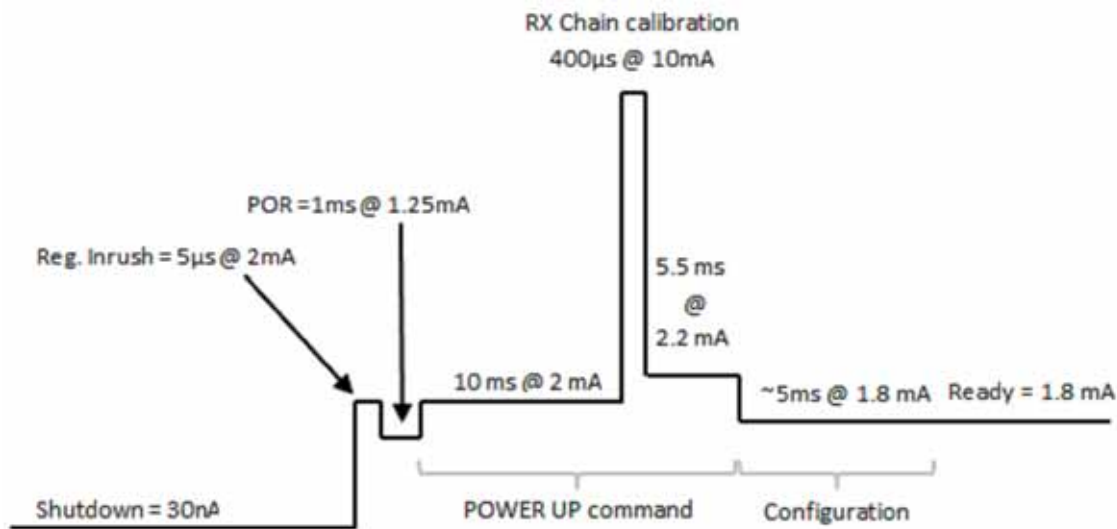 RX Chain calibration
400µs @ 10mA
POR =1ms @ 1.25mA
Reg. Inrush = 5µs @ 2mA
5.5 ms
@
2.2 mA
10 ms @ 2 mA
~5ms @ 1.8 mA
Ready = 1.8 mA
Shutdown = 30nA
POWER UP command
Configuration